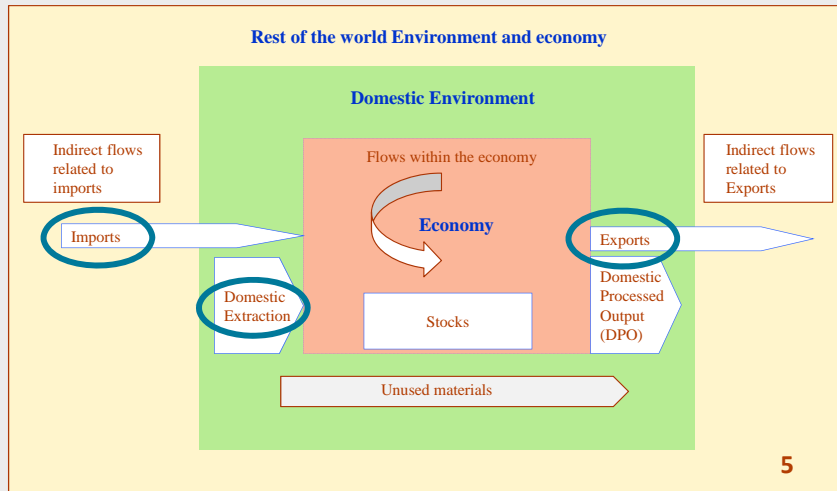 Rest of the world Environment and economy
Domestic Environment
Indirect flows
related to
imports
Flows within the economy
Indirect flows
related to
Exports
Economy
Imports
Exports
Domestic
Extraction
Stocks
Domestic
Processed
Output
(DPO)
Unused materials
5